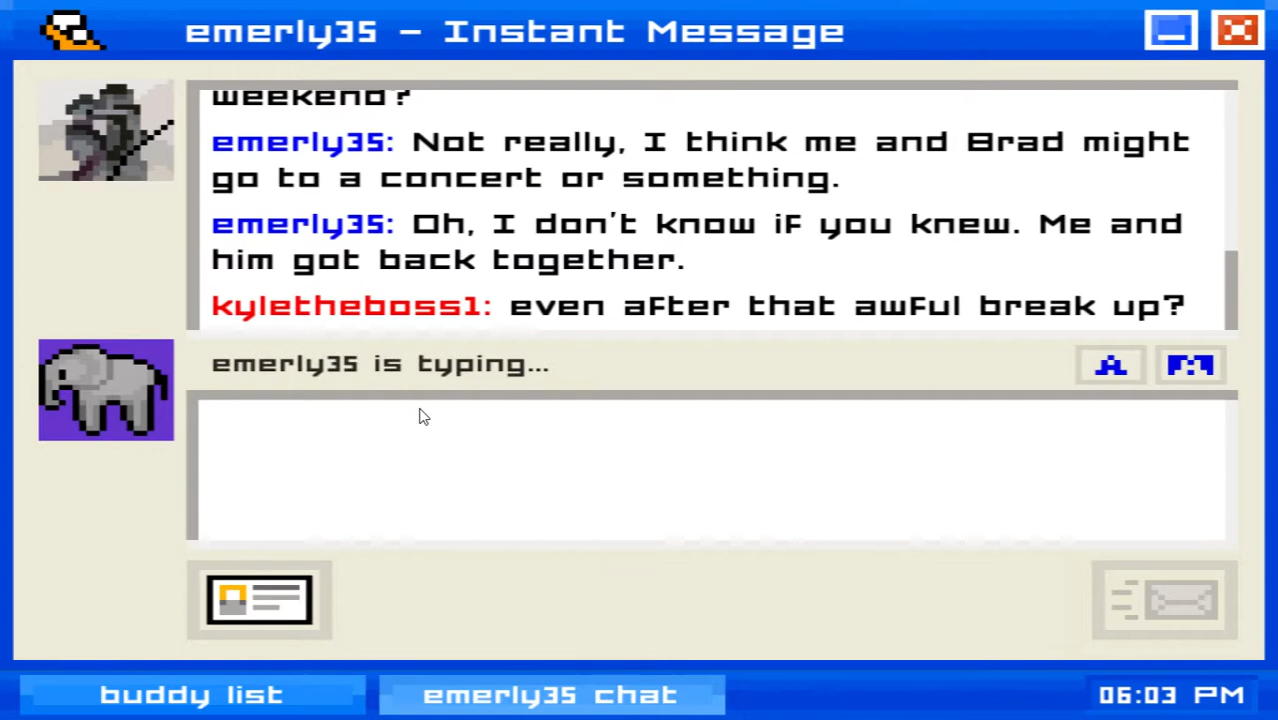 emerly35 - Instant Message
weekend?
emerly35: Not really, I think me and Brad might
go to a concert or something.
emerly35: Oh, I don't know if you knew. Me and
him got back together.
kyletheboss1: even after that awful break up?
emerly35 is typing...
A
buddy list
emerly35 chat
06:03 PM